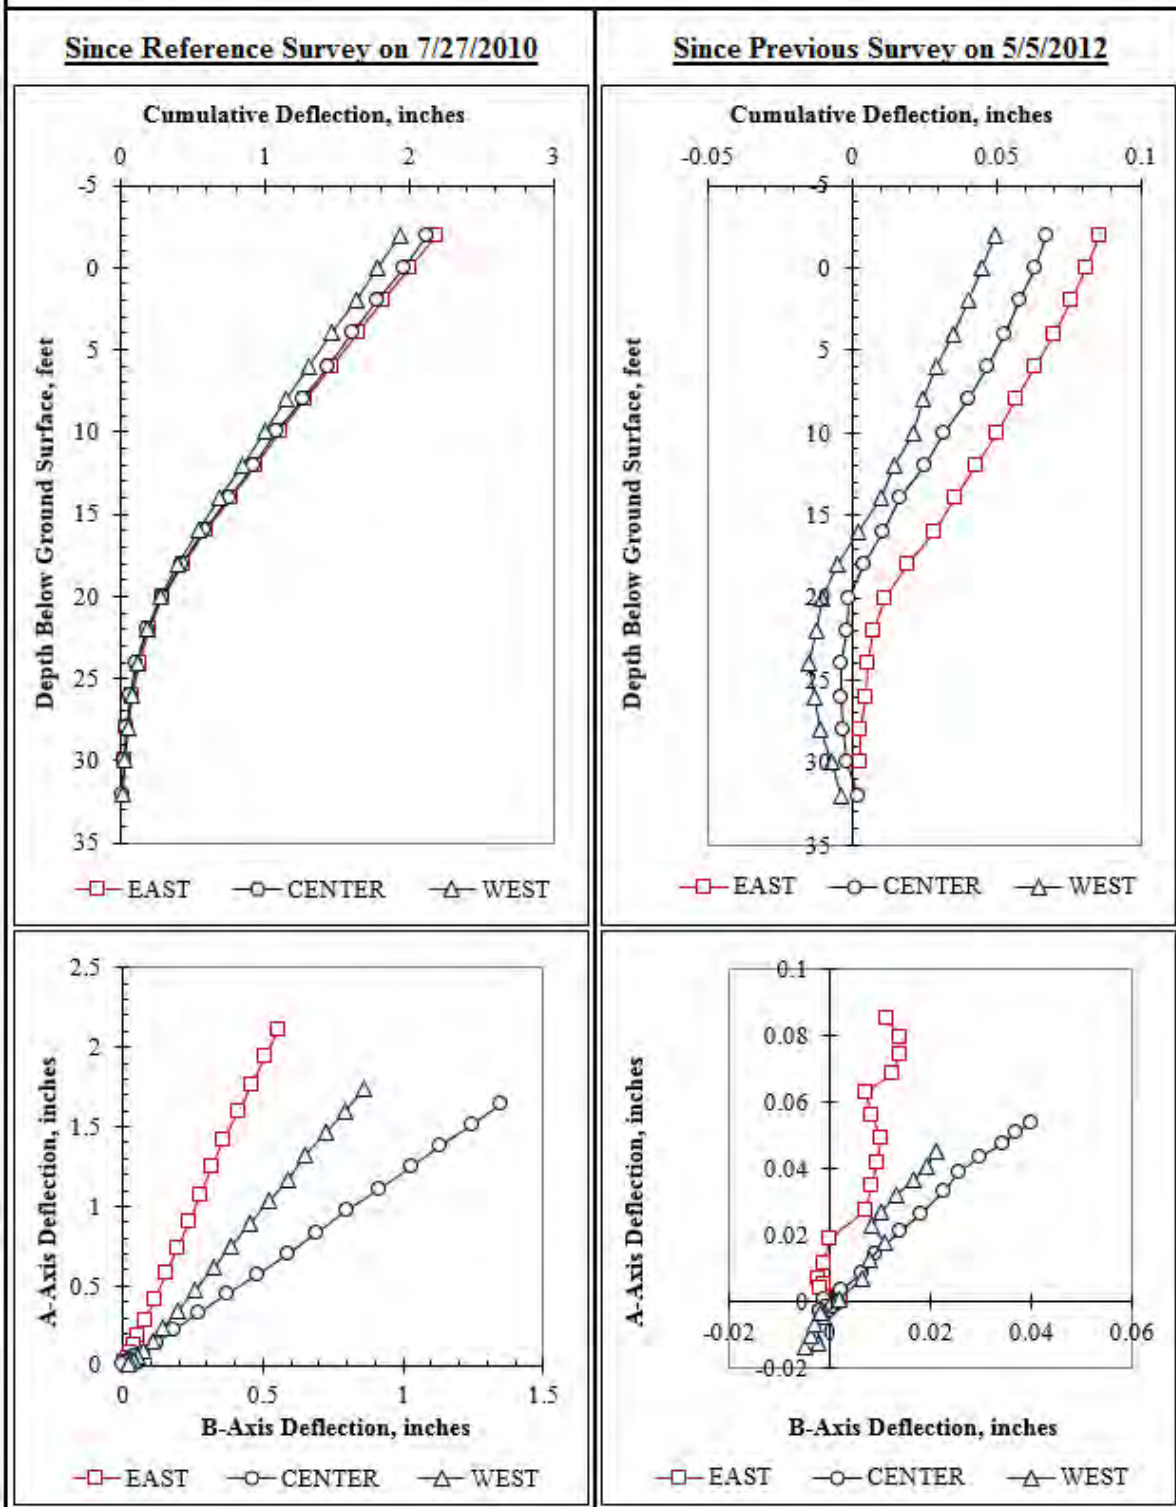 Since Reference Survey on 7/27/2010
Cumulative Deflection, inches
0 1 2 3
-5
0
5
10
15
20
25
30
35
Depth Below Ground Surface, feet
EAST CENTER WEST
Since Previous Survey on 5/5/2012
Cumulative Deflection, inches
-0.05 0 0.05 0.1
-5
0
5
10
15
20
25
30
35
Depth Below Ground Surface, feet
EAST CENTER WEST
2.5
2
1.5
1
0.5
0
A-Axis Deflection, inches
0 0.5 1 1.5
B-Axis Deflection, inches
EAST CENTER WEST
0.1
0.08
0.06
0.04
0.02
0
-0.02
A-Axis Deflection, inches
-0.02 0 0.02 0.04 0.06
B-Axis Deflection, inches
EAST CENTER WEST